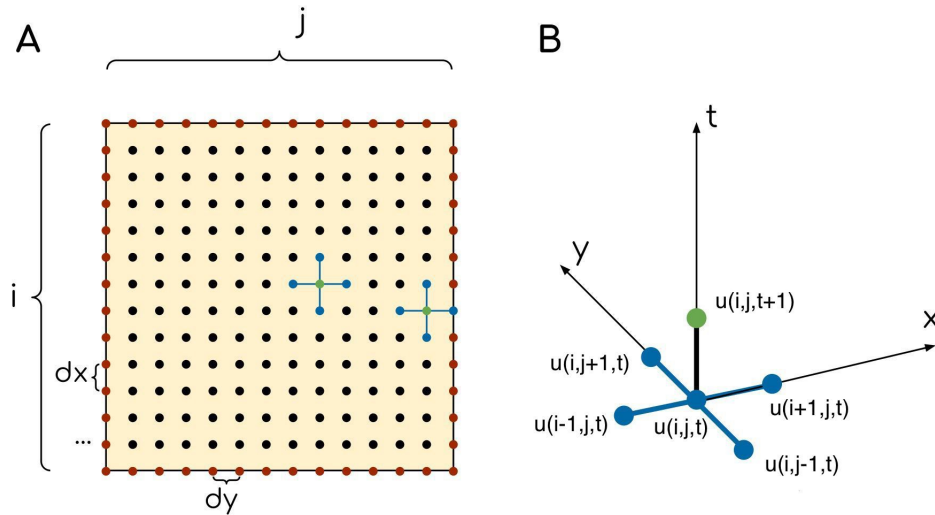 A
j
i
dx
...
dy
B
t
y
x
u(i,j,t+1)
u(i,j+1,t)
u(i-1,j,t)
u(i,j,t)
u(i+1,j,t)
u(i,j-1,t)